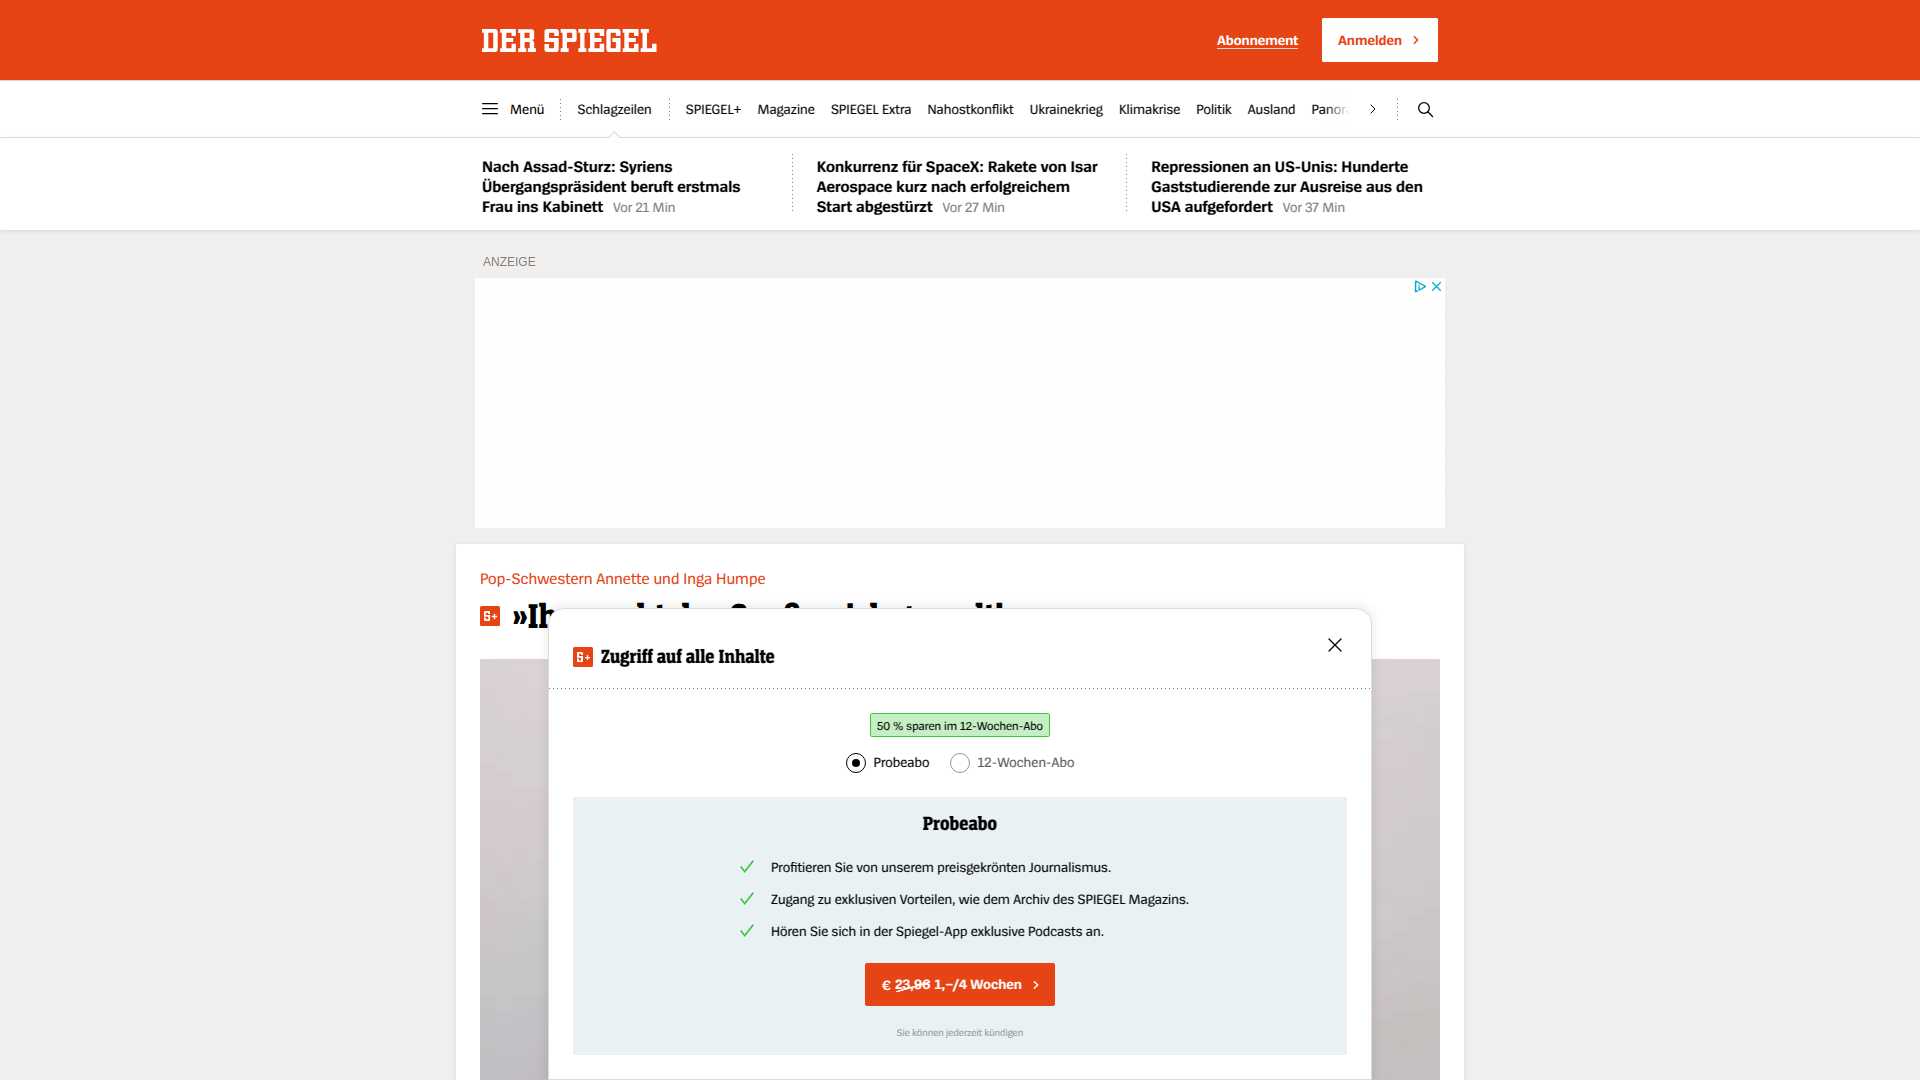 DER SPIEGEL
Abonnement
Anmelden
Menü
Schlagzeilen
SPIEGEL+
Magazine
SPIEGEL Extra
Nahostkonflikt
Ukrainekrieg
Klimakrise
Politik
Ausland
Nach Assad-Sturz: Syriens
Übergangspräsident beruft erstmals
Frau ins Kabinett Vor 21 Min
Konkurrenz für SpaceX: Rakete von Isar
Aerospace kurz nach erfolgreichem
Start abgestürzt Vor 27 Min
Repressionen an US-Unis: Hunderte
Gaststudierende zur Ausreise aus den
USA aufgefordert Vor 37 Min
ANZEIGE
Pop-Schwestern Annette und Inga Humpe
Zugriff auf alle Inhalte
50 % sparen im 12-Wochen-Abo
Probeabo
12-Wochen-Abo
Probeabo
Profitieren Sie von unserem preisgekrönten Journalismus.
Zugang zu exklusiven Vorteilen, wie dem Archiv des SPIEGEL Magazins.
Hören Sie sich in der Spiegel-App exklusive Podcasts an.
€ 23,96 1,–/4 Wochen
Sie können jederzeit kündigen